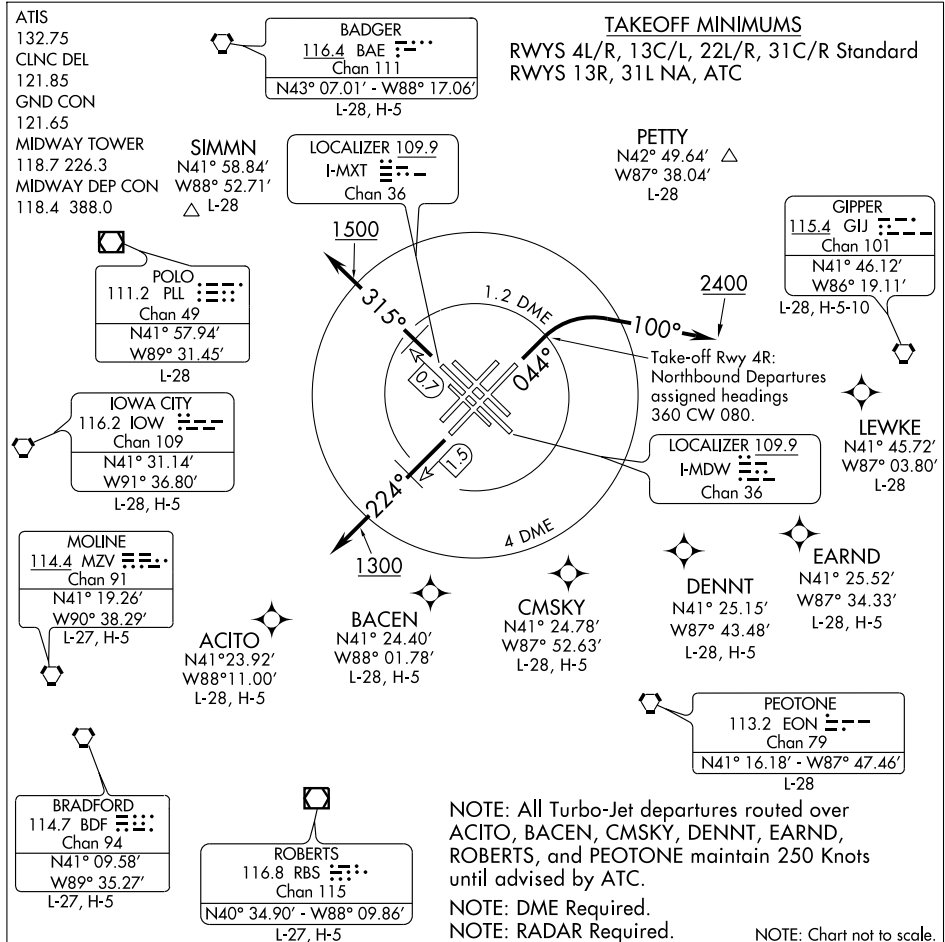 ATIS
132.75
CLNC DEL
121.85
GND CON
121.65
MIDWAY TOWER
118.7 226.3
MIDWAY DEP CON
118.4 388.0
BADGER
116.4 BAE
Chan 111
N43° 07.01' - W88° 17.06'
L-28, H-5
TAKEOFF MINIMUMS
RWYS 4L/R, 13C/L, 22L/R, 31C/R Standard
RWYS 13R, 31L NA, ATC
SIMMN
N41° 58.84'
W88° 52.71'
L-28
LOCALIZER 109.9
I-MXT
Chan 36
PETTY
N42° 49.64'
W87° 38.04'
L-28
GIPPER
115.4 GIJ
Chan 101
N41° 46.12'
W86° 19.11'
L-28, H-5-10
POLO
111.2 PLL
Chan 49
N41° 57.94'
W89° 31.45'
L-28
1500
315°
0.7
1.2 DME
2400
100°
044°
Take-off Rwy 4R:
Northbound Departures
assigned headings
360 CW 080.
LEWKE
N41° 45.72'
W87° 03.80'
L-28
IOWA CITY
116.2 IOW
Chan 109
N41° 31.14'
W91° 36.80'
L-28, H-5
LOCALIZER 109.9
I-MDW
Chan 36
1.5
224°
1300
4 DME
MOLINE
114.4 MZV
Chan 91
N41° 19.26'
W90° 38.29'
L-27, H-5
ACITO
N41°23.92'
W88°11.00'
L-28, H-5
BACEN
N41° 24.40'
W88° 01.78'
L-28, H-5
CMSKY
N41° 24.78'
W87° 52.63'
L-28, H-5
DENNT
N41° 25.15'
W87° 43.48'
L-28, H-5
EARND
N41° 25.52'
W87° 34.33'
L-28, H-5
PEOTONE
113.2 EON
Chan 79
N41° 16.18' - W87° 47.46'
L-28
BRADFORD
114.7 BDF
Chan 94
N41° 09.58'
W89° 35.27'
L-27, H-5
ROBERTS
116.8 RBS
Chan 115
N40° 34.90' - W88° 09.86'
L-27, H-5
NOTE: All Turbo-Jet departures routed over
ACITO, BACEN, CMSKY, DENNT, EARND,
ROBERTS, and PEOTONE maintain 250 Knots
until advised by ATC.
NOTE: DME Required.
NOTE: RADAR Required.
NOTE: Chart not to scale.